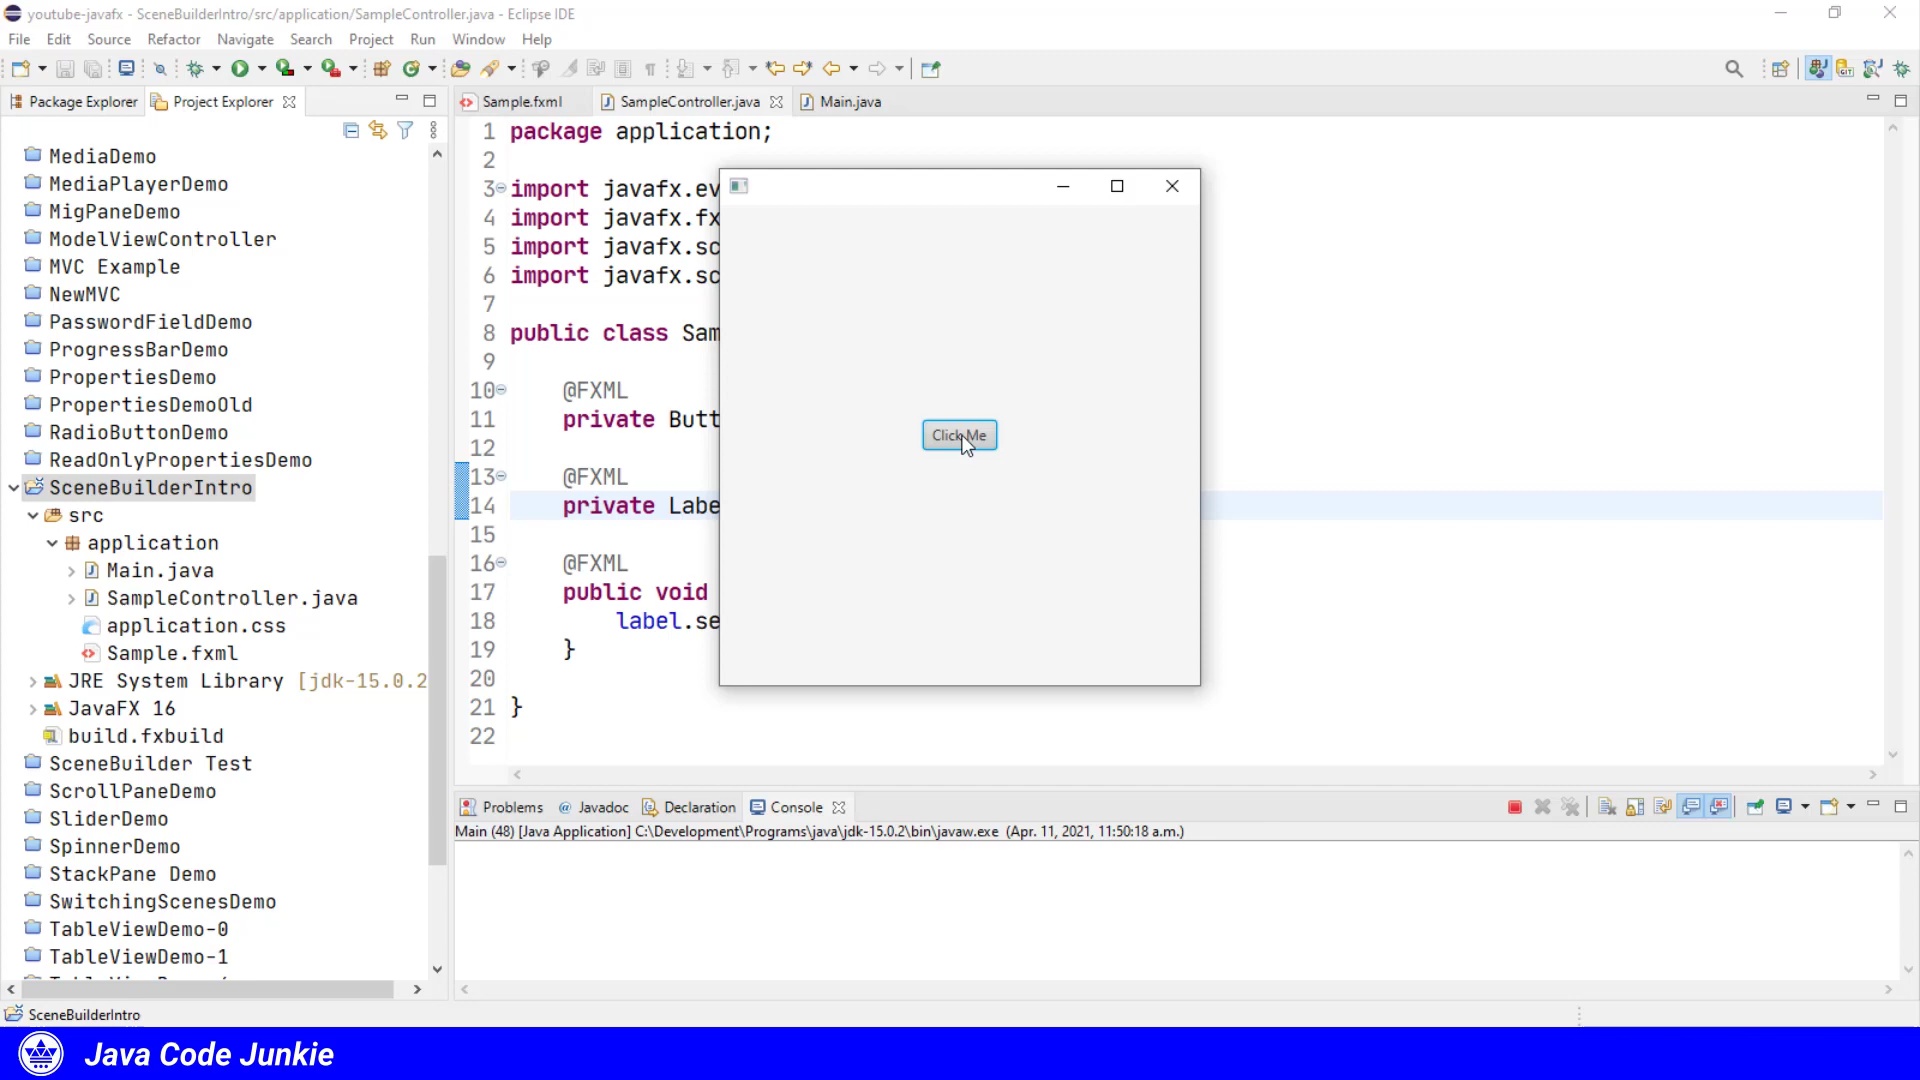 youtube-javafx - SceneBuilderIntro/src/application/SampleController.java - Eclipse IDE
File Edit Source Refactor Navigate Search Project Run Window Help
Package Explorer Project Explorer
Sample.fxml SampleController.java Main.java
MediaDemo
MediaPlayerDemo
MigPaneDemo
ModelViewController
MVC Example
NewMVC
PasswordFieldDemo
ProgressBarDemo
PropertiesDemo
PropertiesDemoOld
RadioButtonDemo
ReadOnlyPropertiesDemo
SceneBuilderIntro
src
application
Main.java
SampleController.java
application.css
Sample.fxml
JRE System Library [jdk-15.0.2
JavaFX 16
build.fxbuild
SceneBuilder Test
ScrollPaneDemo
SliderDemo
SpinnerDemo
StackPane Demo
SwitchingScenesDemo
TableViewDemo-0
TableViewDemo-1
1 package application;
2
3 import javafx.ev
4 import javafx.fx
5 import javafx.sc
6 import javafx.sc
7
8 public class Sam
9
10 @FXML
11 private Butt
12
13 @FXML
14 private Labe
15
16 @FXML
17 public void
18 label.se
19 }
20
21 }
22
Click Me
Problems Javadoc Declaration Console
Main (48) [Java Application] C:\Development\Programs\java\jdk-15.0.2\bin\javaw.exe (Apr. 11, 2021, 11:50:18 a.m.)
SceneBuilderIntro
Java Code Junkie